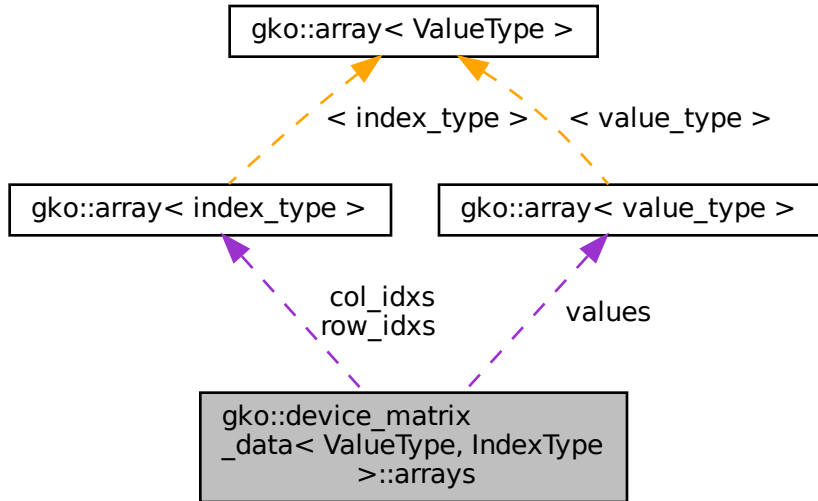 gko::array< ValueType >
< index_type >
< value_type >
gko::array< index_type >
gko::array< value_type >
col_idxs
row_idxs
values
gko::device_matrix
_data< ValueType, IndexType
>::arrays